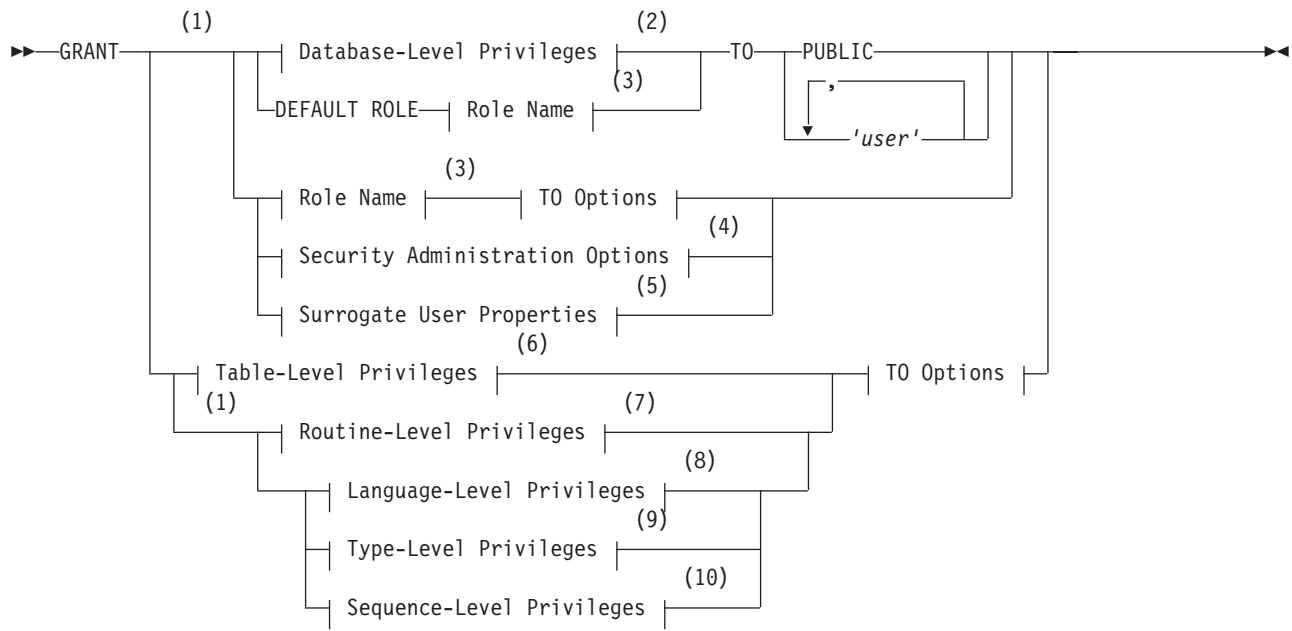 (1) (2)
GRANT Database-Level Privileges TO PUBLIC
(3) ,
DEFAULT ROLE Role Name 'user'
(3)
Role Name TO Options
(4)
Security Administration Options
(5)
Surrogate User Properties
(6)
Table-Level Privileges TO Options
(1) (7)
Routine-Level Privileges
(8)
Language-Level Privileges
(9)
Type-Level Privileges
(10)
Sequence-Level Privileges